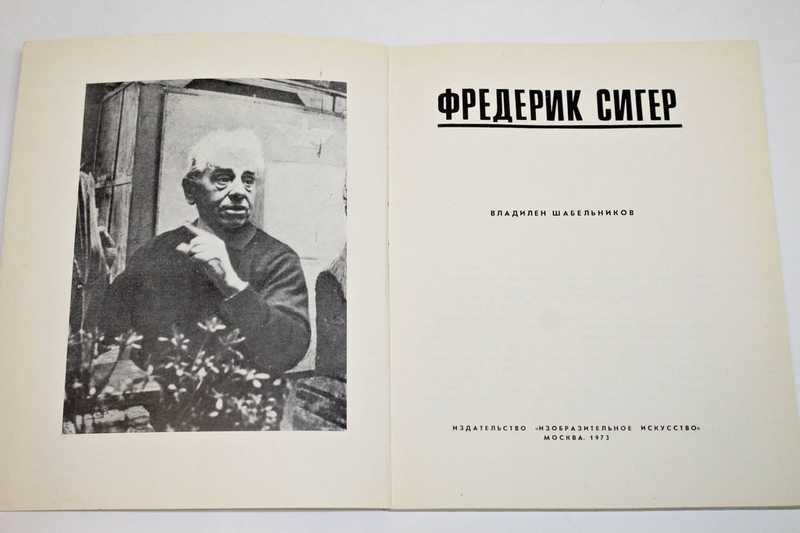 ФРЕДЕРИК СИГЕР
ВЛАДИЛЕН ШАБЕЛЬНИКОВ
ИЗДАТЕЛЬСТВО «ИЗОБРАЗИТЕЛЬНОЕ ИСКУССТВО»
МОСКВА. 1973